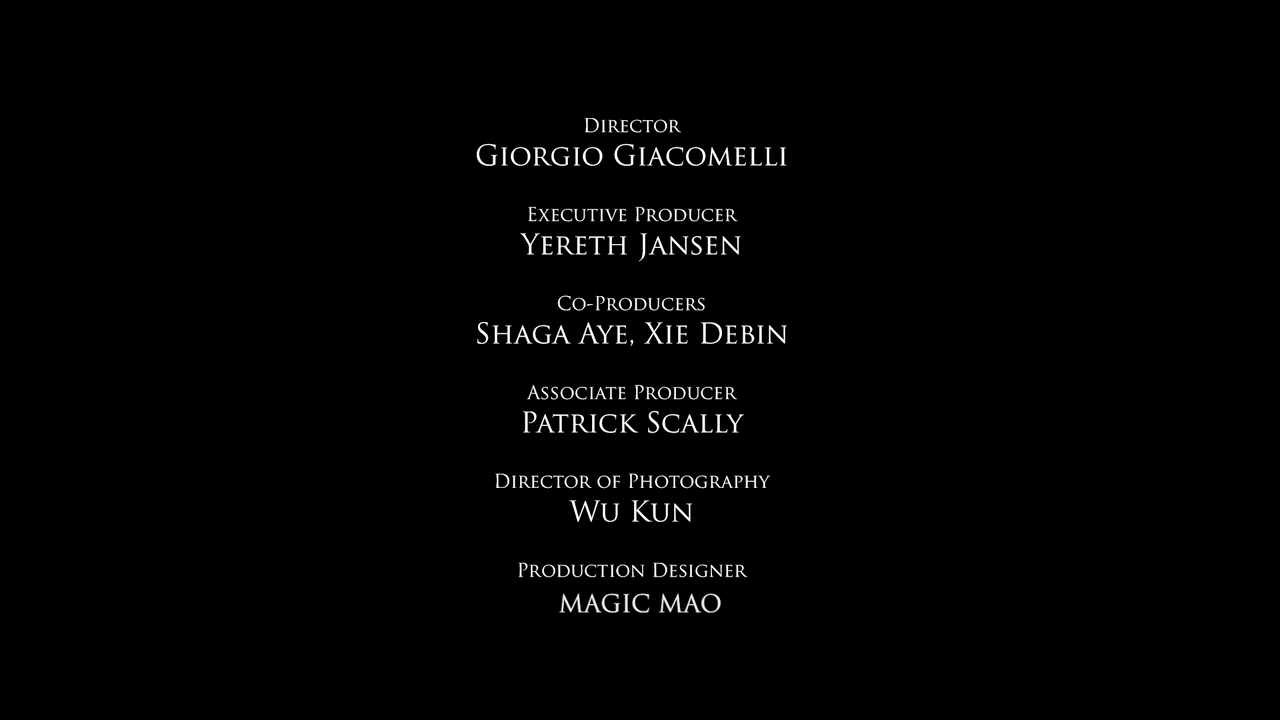 Director
Giorgio Giacomelli
Executive Producer
Yereth Jansen
Co-Producers
Shaga Aye, Xie Debin
Associate Producer
Patrick Scally
Director of Photography
Wu Kun
Production Designer
MAGIC MAO